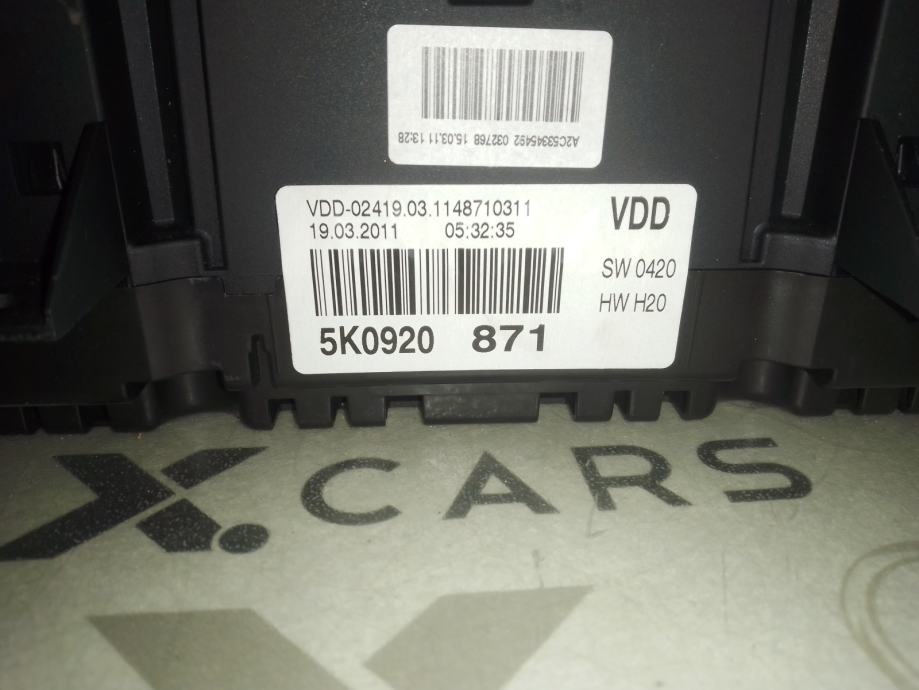 A2C53345492 032768 15.03.11 13:28
VDD-02419.03.1148710311
VDD
19.03.2011 05:32:35
SW 0420
HW H20
5K0920 871
X.CARS